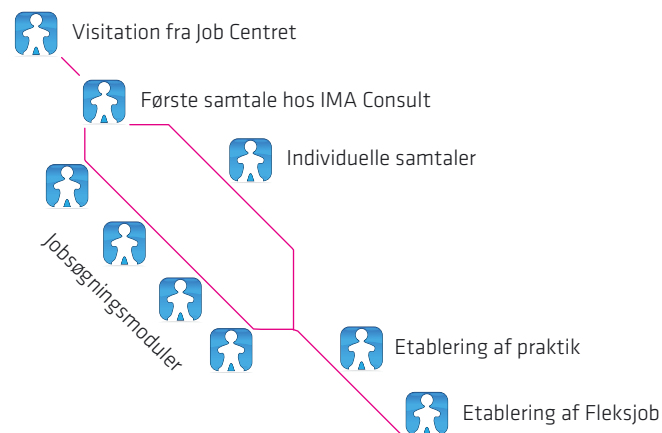 Visitation fra Job Centret
Første samtale hos IMA Consult
Individuelle samtaler
Jobsøgningsmoduler
Etablering af praktik
Etablering af Fleksjob